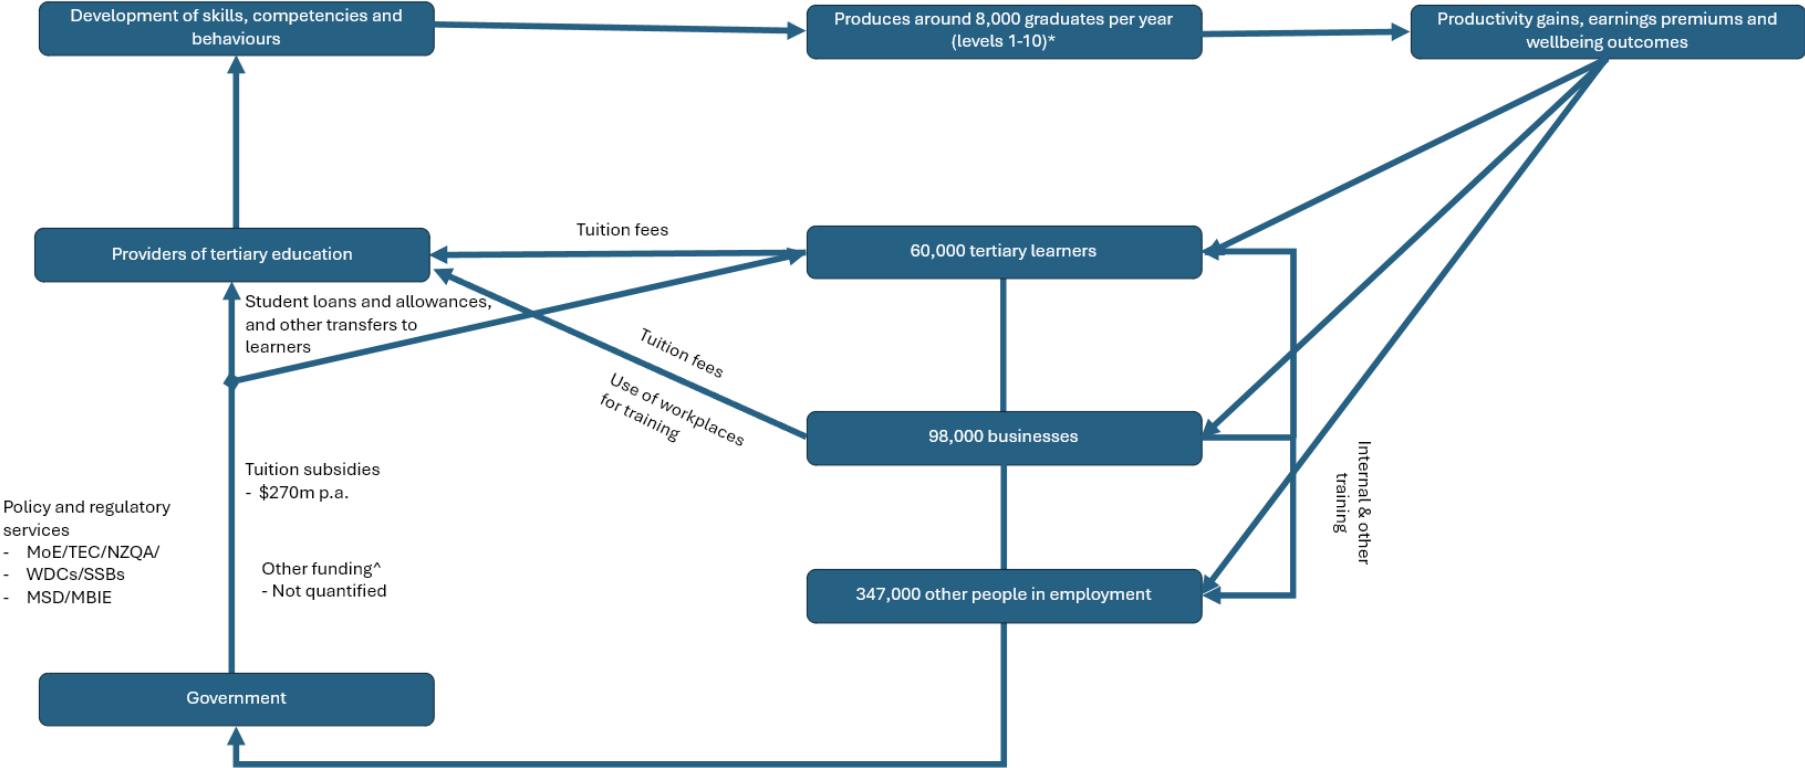 Development of skills, competencies and
behaviours
Produces around 8,000 graduates per year
(levels 1-10)*
Productivity gains, earnings premiums and
wellbeing outcomes
Providers of tertiary education
Tuition fees
60,000 tertiary learners
Student loans and allowances,
and other transfers to
learners
Tuition fees
Use of workplaces
for training
98,000 businesses
Internal & other
training
Tuition subsidies
- $270m p.a.
Policy and regulatory
services
- MoE/TEC/NZQA/
- WDCs/SSBs
- MSD/MBIE
Other funding^
- Not quantified
347,000 other people in employment
Government